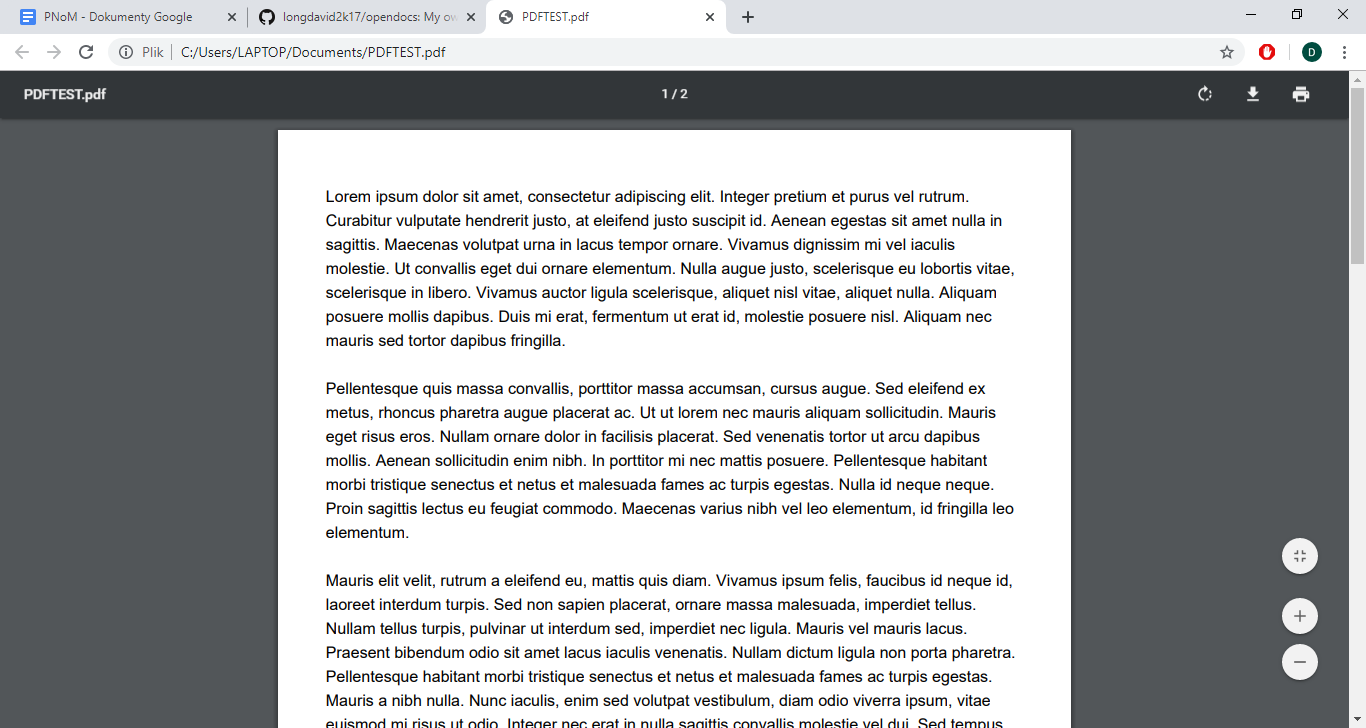 PNoM - Dokumenty Google
longdavid2k17/opendocs: My ow
PDFTEST.pdf
Plik
C:/Users/LAPTOP/Documents/PDFTEST.pdf
D
PDFTEST.pdf
1 / 2
Lorem ipsum dolor sit amet, consectetur adipiscing elit. Integer pretium et purus vel rutrum.
Curabitur vulputate hendrerit justo, at eleifend justo suscipit id. Aenean egestas sit amet nulla in
sagittis. Maecenas volutpat urna in lacus tempor ornare. Vivamus dignissim mi vel iaculis
molestie. Ut convallis eget dui ornare elementum. Nulla augue justo, scelerisque eu lobortis vitae,
scelerisque in libero. Vivamus auctor ligula scelerisque, aliquet nisl vitae, aliquet nulla. Aliquam
posuere mollis dapibus. Duis mi erat, fermentum ut erat id, molestie posuere nisl. Aliquam nec
mauris sed tortor dapibus fringilla.
Pellentesque quis massa convallis, porttitor massa accumsan, cursus augue. Sed eleifend ex
metus, rhoncus pharetra augue placerat ac. Ut ut lorem nec mauris aliquam sollicitudin. Mauris
eget risus eros. Nullam ornare dolor in facilisis placerat. Sed venenatis tortor ut arcu dapibus
mollis. Aenean sollicitudin enim nibh. In porttitor mi nec mattis posuere. Pellentesque habitant
morbi tristique senectus et netus et malesuada fames ac turpis egestas. Nulla id neque neque.
Proin sagittis lectus eu feugiat commodo. Maecenas varius nibh vel leo elementum, id fringilla leo
elementum.
Mauris elit velit, rutrum a eleifend eu, mattis quis diam. Vivamus ipsum felis, faucibus id neque id,
laoreet interdum turpis. Sed non sapien placerat, ornare massa malesuada, imperdiet tellus.
Nullam tellus turpis, pulvinar ut interdum sed, imperdiet nec ligula. Mauris vel mauris lacus.
Praesent bibendum odio sit amet lacus iaculis venenatis. Nullam dictum ligula non porta pharetra.
Pellentesque habitant morbi tristique senectus et netus et malesuada fames ac turpis egestas.
Mauris a nibh nulla. Nunc iaculis, enim sed volutpat vestibulum, diam odio viverra ipsum, vitae
euismod mi risus ut odio. Integer nec erat in nulla sagittis convallis molestie vel dui. Sed tempus